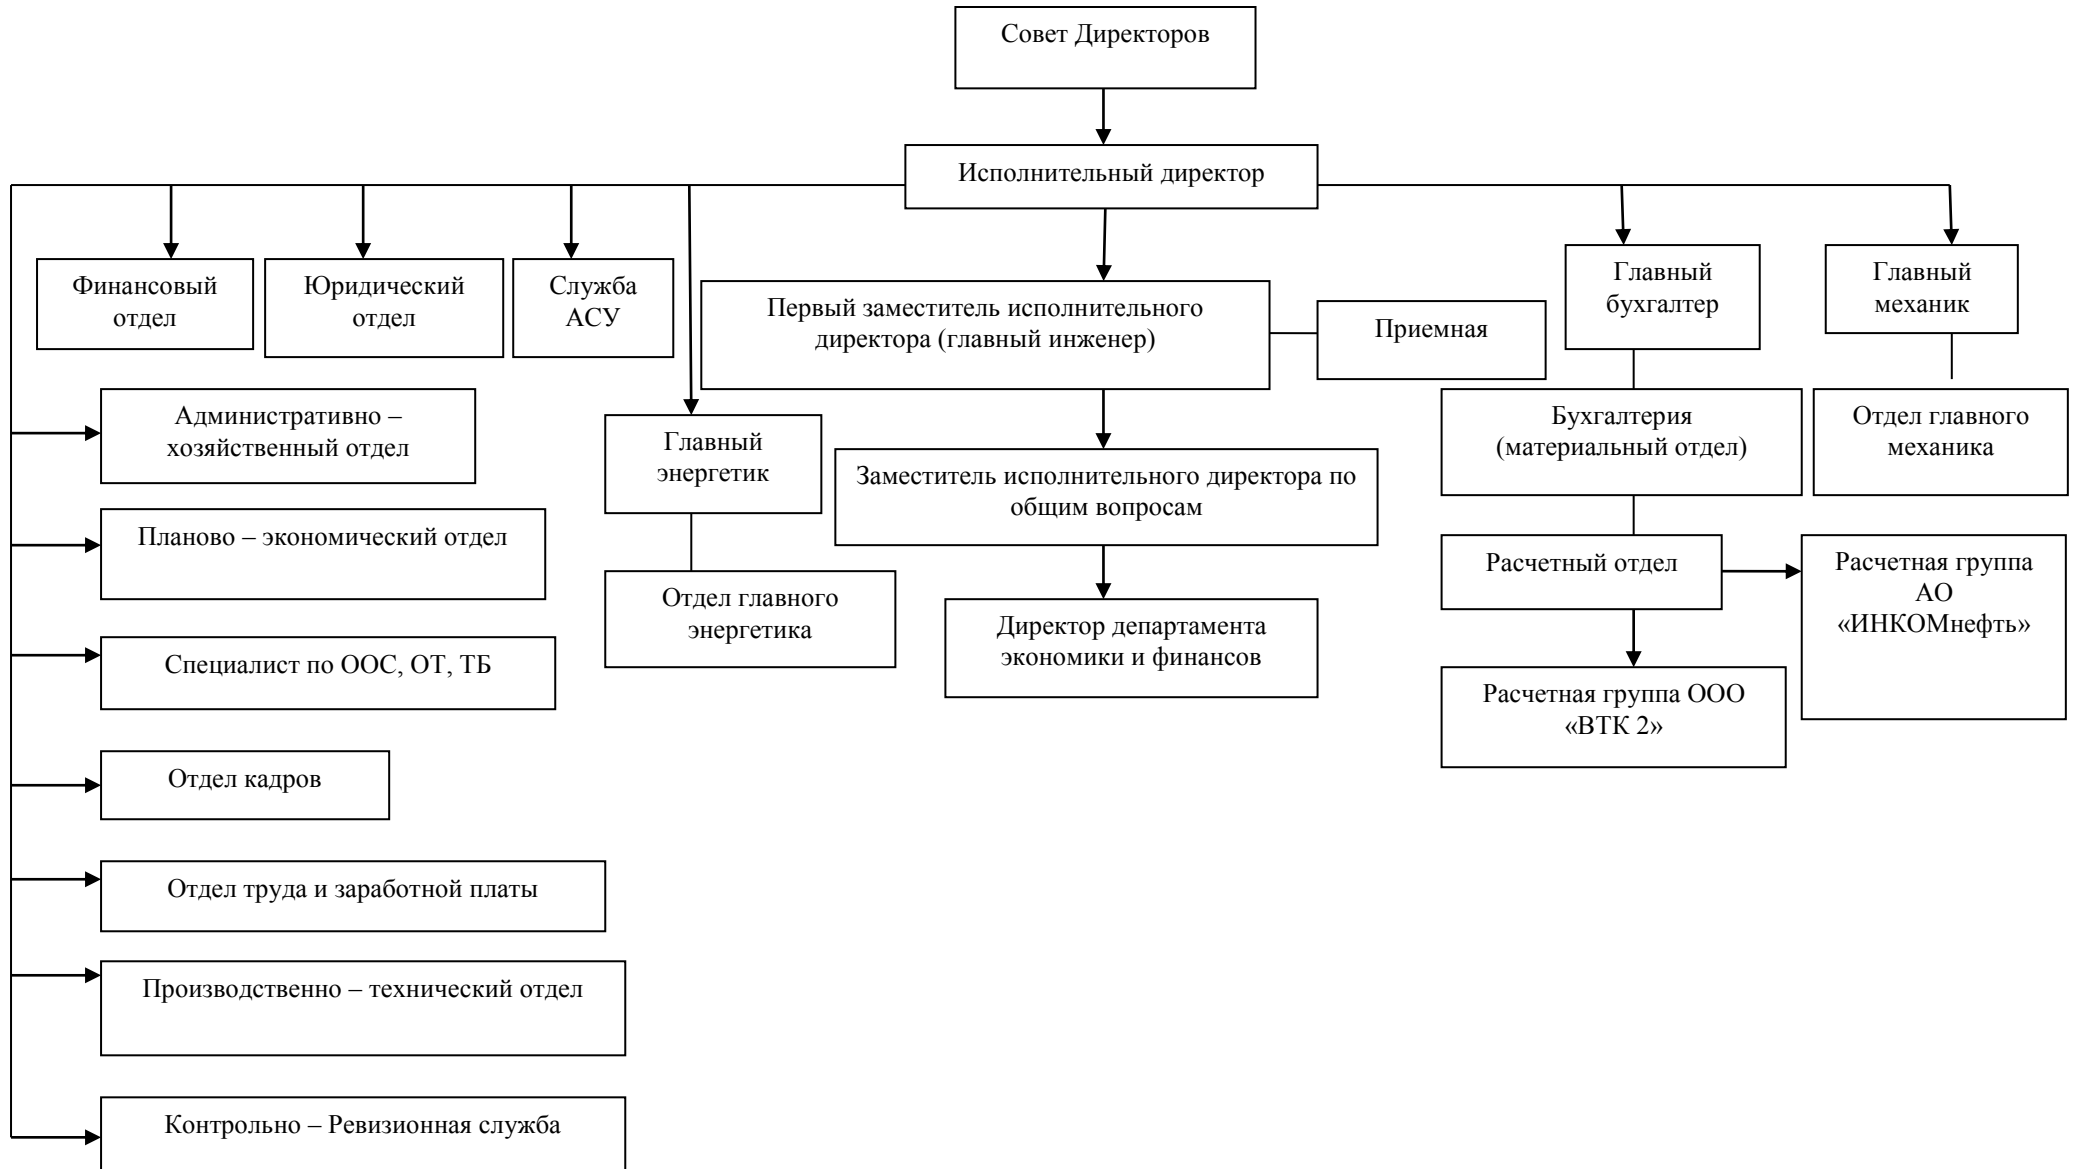 Совет Директоров
Исполнительный директор
Финансовый
отдел
Юридический
отдел
Служба
АСУ
Первый заместитель исполнительного
директора (главный инженер)
Приемная
Главный
бухгалтер
Главный
механик
Административно –
хозяйственный отдел
Главный
энергетик
Заместитель исполнительного директора по
общим вопросам
Бухгалтерия
(материальный отдел)
Отдел главного
механика
Планово – экономический отдел
Отдел главного
энергетика
Директор департамента
экономики и финансов
Расчетный отдел
Расчетная группа
АО
«ИНКОМнефть»
Специалист по ООС, ОТ, ТБ
Расчетная группа ООО
«ВТК 2»
Отдел кадров
Отдел труда и заработной платы
Производственно – технический отдел
Контрольно – Ревизионная служба